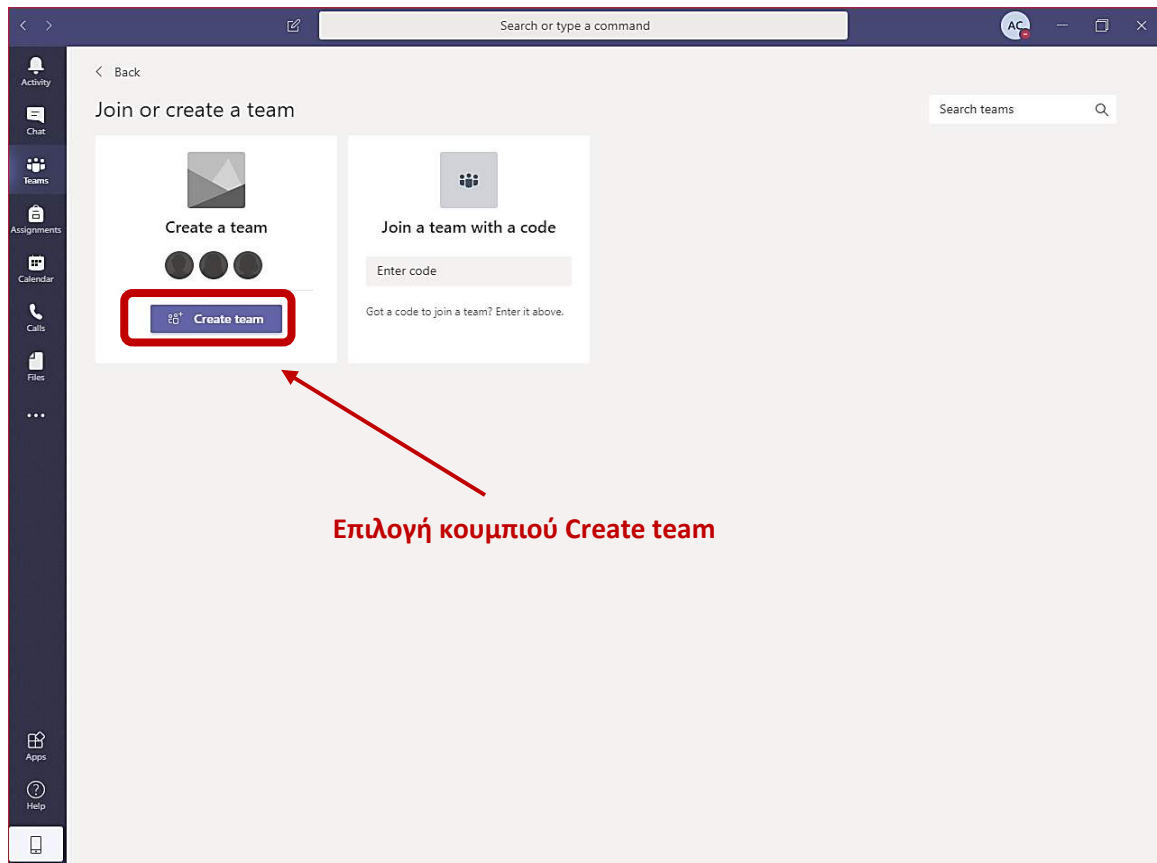 Search or type a command
AC
Activity
Chat
Teams
Assignments
Calendar
Calls
Files
Apps
Help
Back
Join or create a team
Search teams
Create a team
Create team
Join a team with a code
Enter code
Got a code to join a team? Enter it above.
Επιλογή κουμπιού Create team